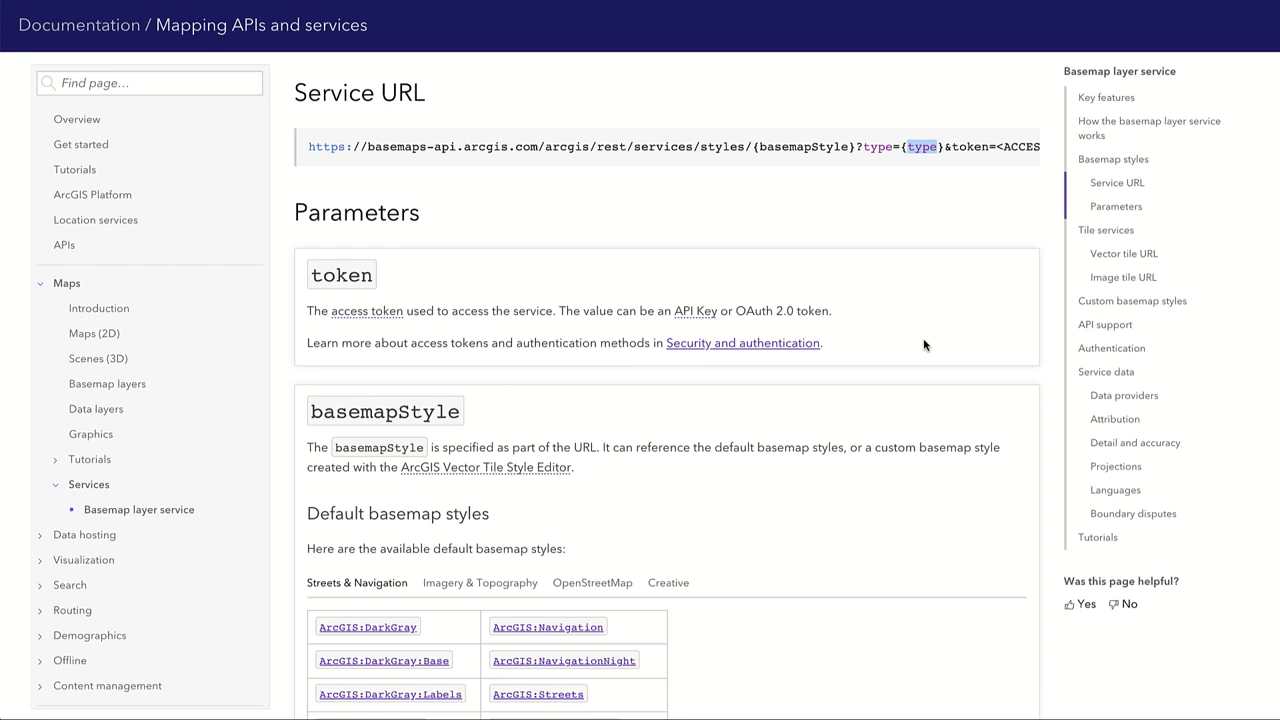 Documentation / Mapping APIs and services
Find page...
Overview
Get started
Tutorials
ArcGIS Platform
Location services
APIs
Maps
Introduction
Maps (2D)
Scenes (3D)
Basemap layers
Data layers
Graphics
Tutorials
Services
Basemap layer service
Data hosting
Visualization
Search
Routing
Demographics
Offline
Content management
Service URL
https://basemaps-api.arcgis.com/arcgis/rest/services/styles/{basemapStyle}?type={type}&token=<ACCES
Parameters
token
The access token used to access the service. The value can be an API Key or OAuth 2.0 token.
Learn more about access tokens and authentication methods in Security and authentication.
basemapStyle
The basemapStyle is specified as part of the URL. It can reference the default basemap styles, or a custom basemap style
created with the ArcGIS Vector Tile Style Editor.
Default basemap styles
Here are the available default basemap styles:
Streets & Navigation Imagery & Topography OpenStreetMap Creative
ArcGIS:DarkGray ArcGIS:Navigation
ArcGIS:DarkGray:Base ArcGIS:NavigationNight
ArcGIS:DarkGray:Labels ArcGIS:Streets
Basemap layer service
Key features
How the basemap layer service
works
Basemap styles
Service URL
Parameters
Tile services
Vector tile URL
Image tile URL
Custom basemap styles
API support
Authentication
Service data
Data providers
Attribution
Detail and accuracy
Projections
Languages
Boundary disputes
Tutorials
Was this page helpful?
Yes No